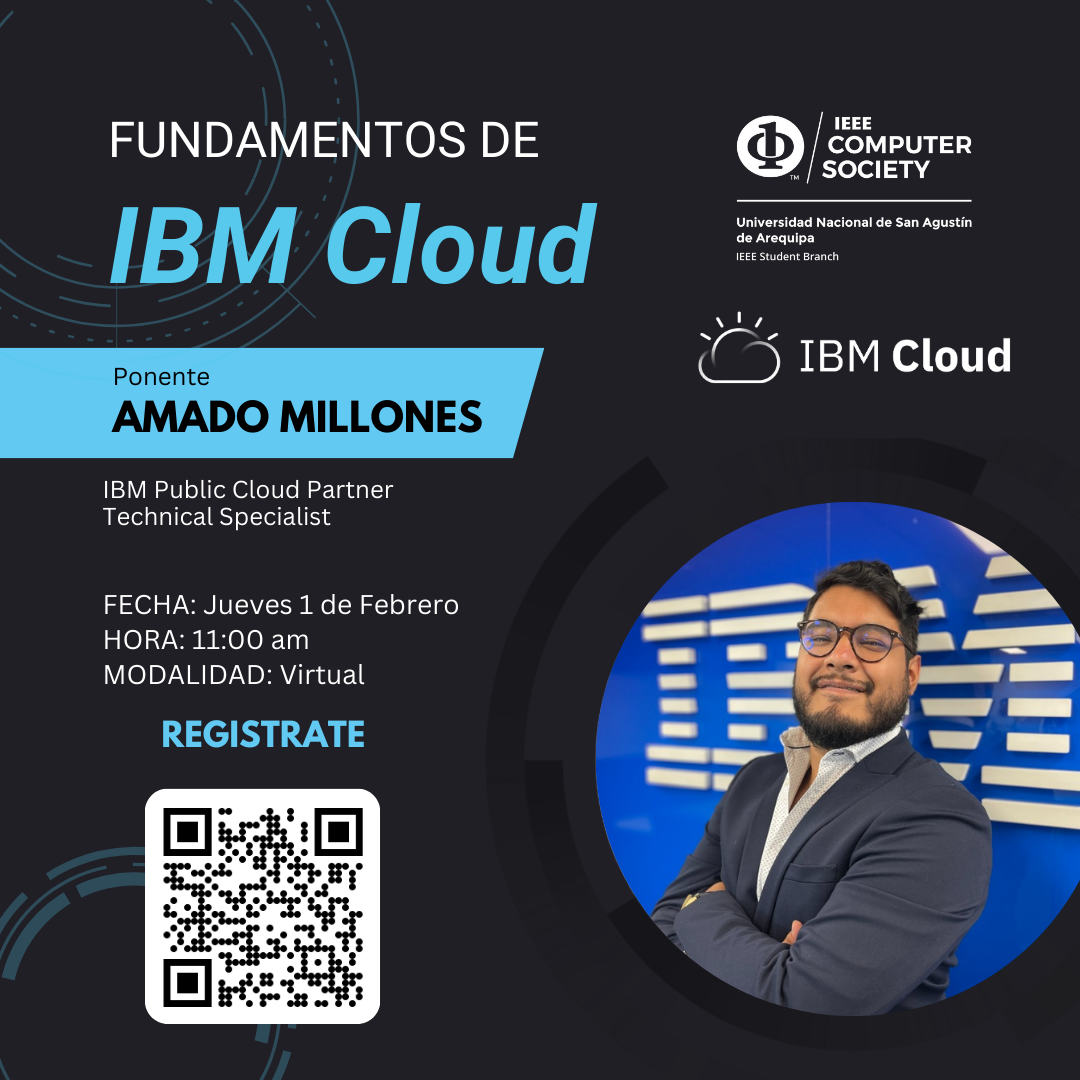 FUNDAMENTOS DE
IBM Cloud
IEEE
COMPUTER
SOCIETY
TM
Universidad Nacional de San Agustín
de Arequipa
IEEE Student Branch
IBM Cloud
Ponente
AMADO MILLONES
IBM Public Cloud Partner
Technical Specialist
FECHA: Jueves 1 de Febrero
HORA: 11:00 am
MODALIDAD: Virtual
REGISTRATE
IBM